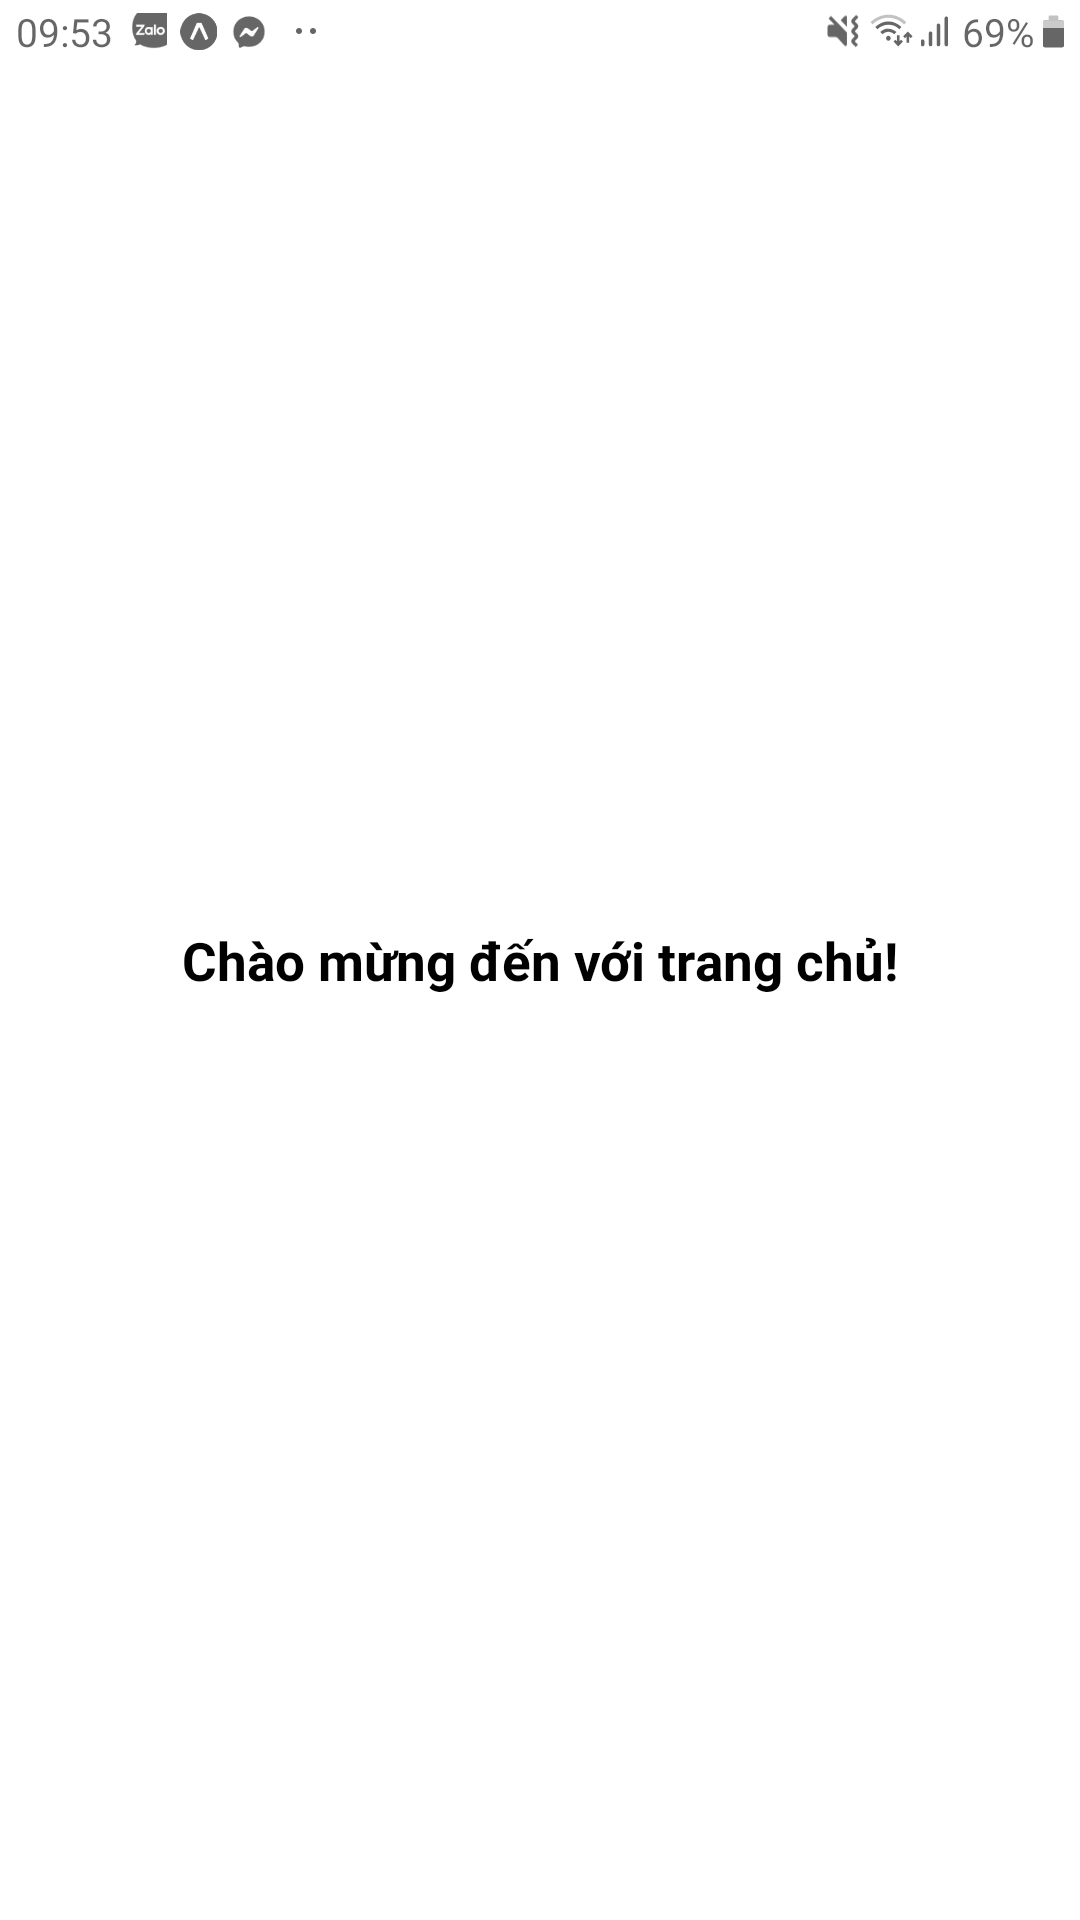 09:53 Zalo 69%
Chào mừng đến với trang chủ!